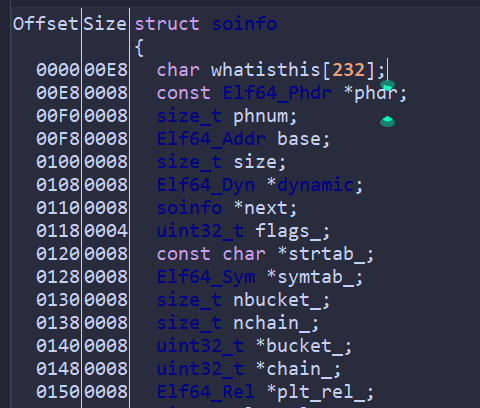 Offset Size struct soinfo
{
0000 00E8 char whatisthis[232];
00E8 0008 const Elf64_Phdr *phdr;
00F0 0008 size_t phnum;
00F8 0008 Elf64_Addr base;
0100 0008 size_t size;
0108 0008 Elf64_Dyn *dynamic;
0110 0008 soinfo *next;
0118 0004 uint32_t flags_;
0120 0008 const char *strtab_;
0128 0008 Elf64_Sym *symtab_;
0130 0008 size_t nbucket_;
0138 0008 size_t nchain_;
0140 0008 uint32_t *bucket_;
0148 0008 uint32_t *chain_;
0150 0008 Elf64_Rel *plt_rel_;